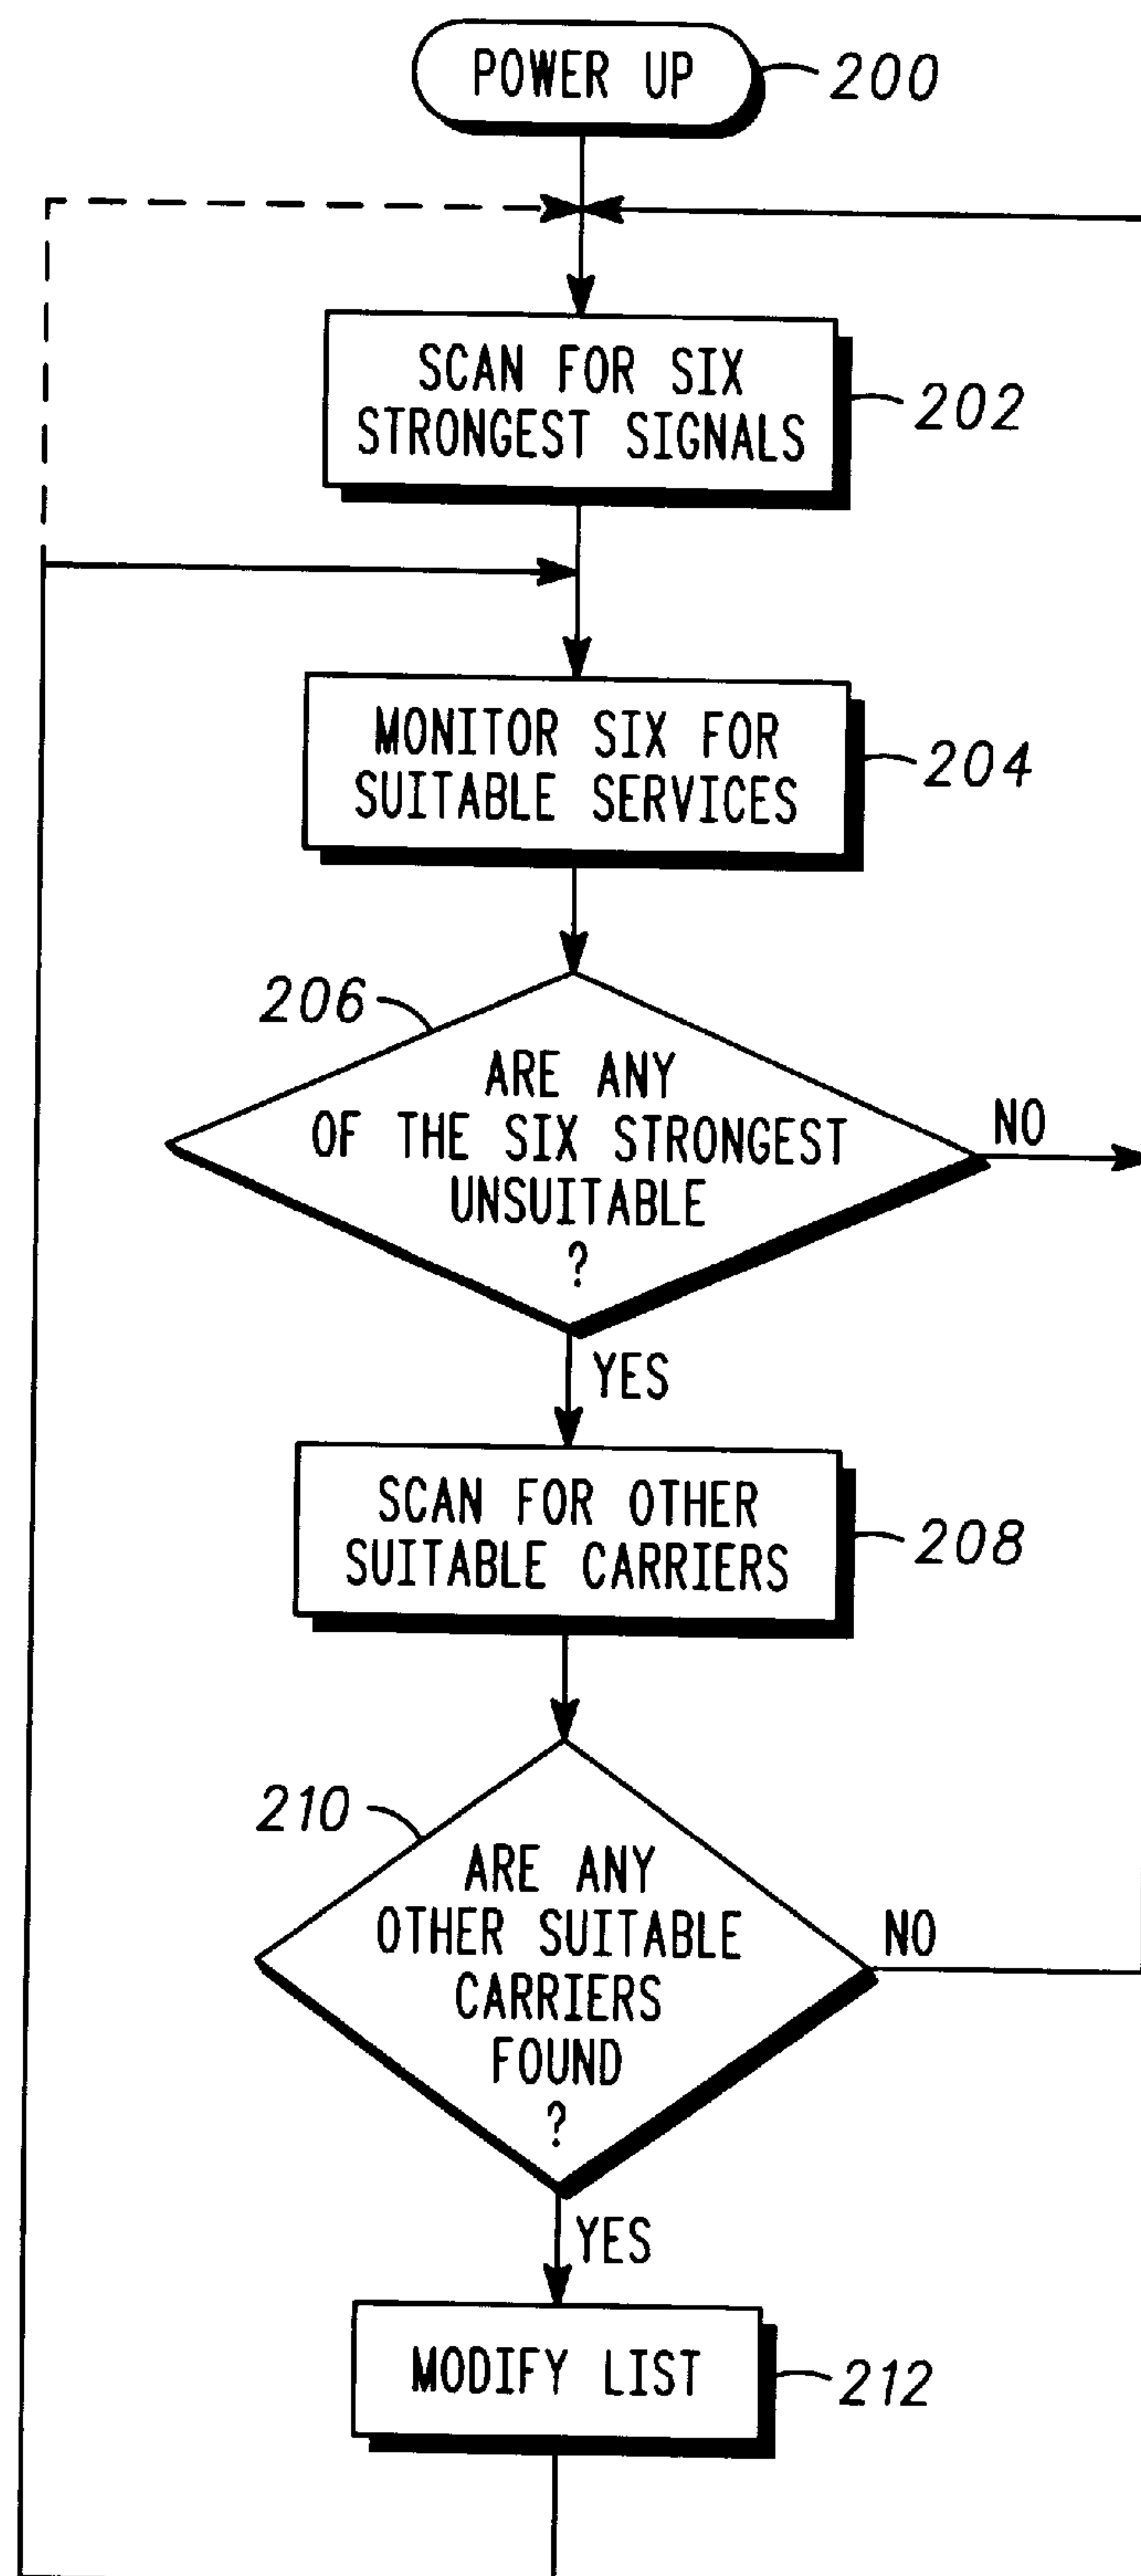 POWER UP
200
SCAN FOR SIX
STRONGEST SIGNALS
202
MONITOR SIX FOR
SUITABLE SERVICES
204
206
ARE ANY
OF THE SIX STRONGEST
UNSUITABLE
?
NO
YES
SCAN FOR OTHER
SUITABLE CARRIERS
208
210
ARE ANY
OTHER SUITABLE
CARRIERS
FOUND
?
NO
YES
MODIFY LIST
212